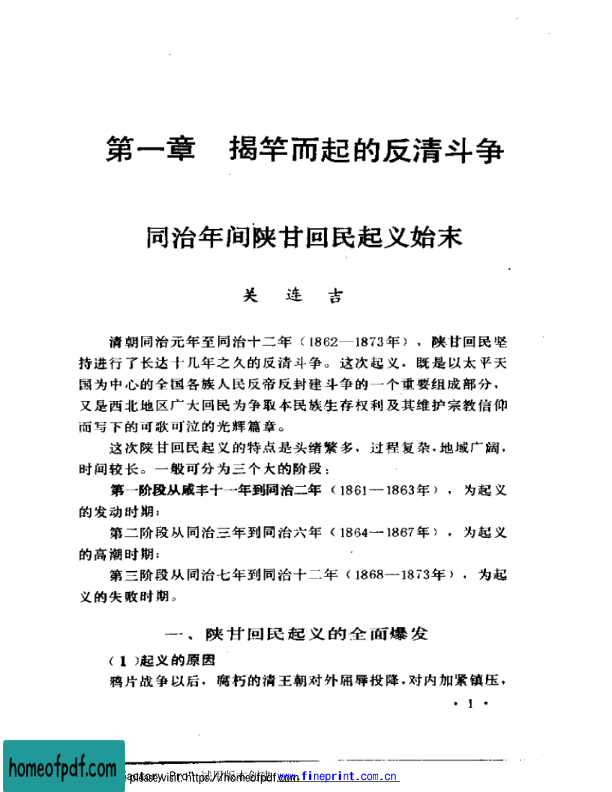 第一章 揭竿而起的反清斗争
同治年间陕甘回民起义始末
关 连 吉
清朝同治元年至同治十二年（1862—1873年），陕甘回民坚
持进行了长达十几年之久的反清斗争。这次起义，既是以太平天
国为中心的全国各族人民反帝反封建斗争的一个重要组成部分，
又是西北地区广大回民为争取本民族生存权利及其维护宗教信仰
而写下的可歌可泣的光辉篇章。
这次陕甘回民起义的特点是头绪繁多，过程复杂，地域广阔，
时间较长。一般可分为三个大的阶段：
第一阶段从咸丰十一年到同治二年（1861—1863年），为起义
的发动时期；
第二阶段从同治三年到同治六年（1864—1867年），为起义
的高潮时期；
第三阶段从同治七年到同治十二年（1868—1873年），为起
义的失败时期。
一、陕甘回民起义的全面爆发
（1）起义的原因
鸦片战争以后，腐朽的清王朝对外屈辱投降，对内加紧镇压，
· 1 ·
homeofpdf.com
please visit: https://homeofpdf.com
www.fineprint.com.cn